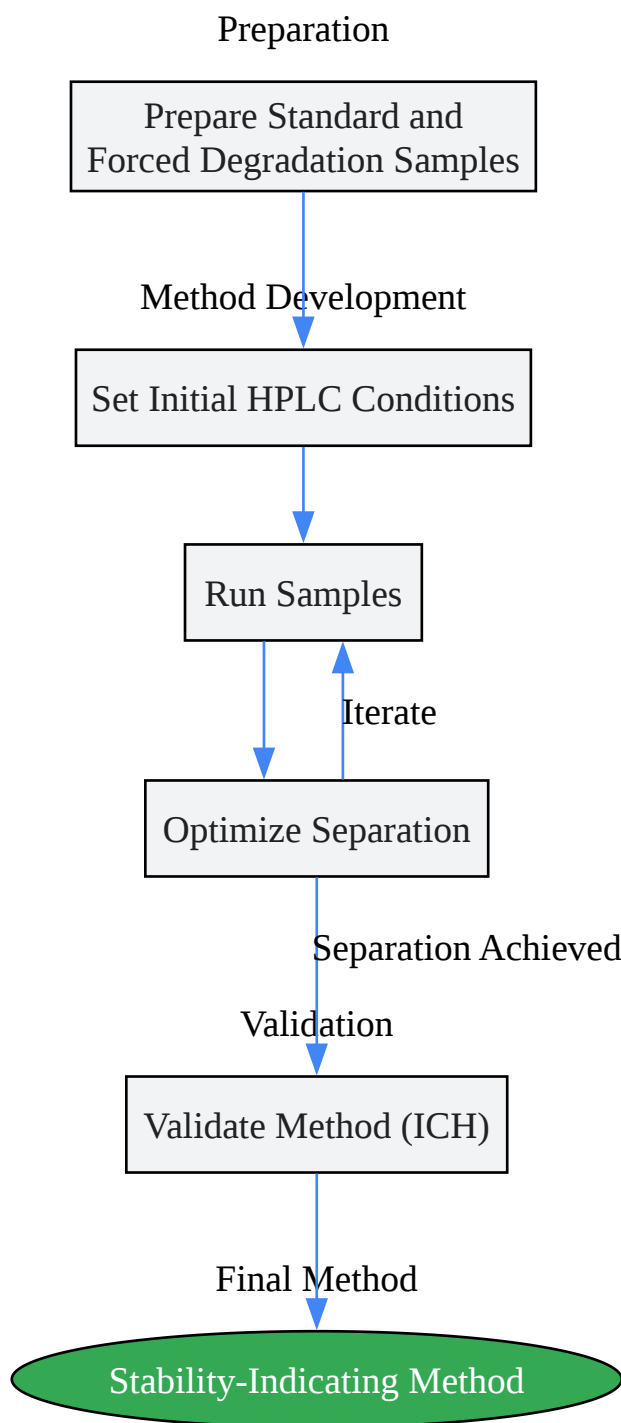 Preparation
Prepare Standard and
Forced Degradation Samples
Method Development
Set Initial HPLC Conditions
Run Samples
Iterate
Optimize Separation
Separation Achieved
Validation
Validate Method (ICH)
Final Method
Stability-Indicating Method